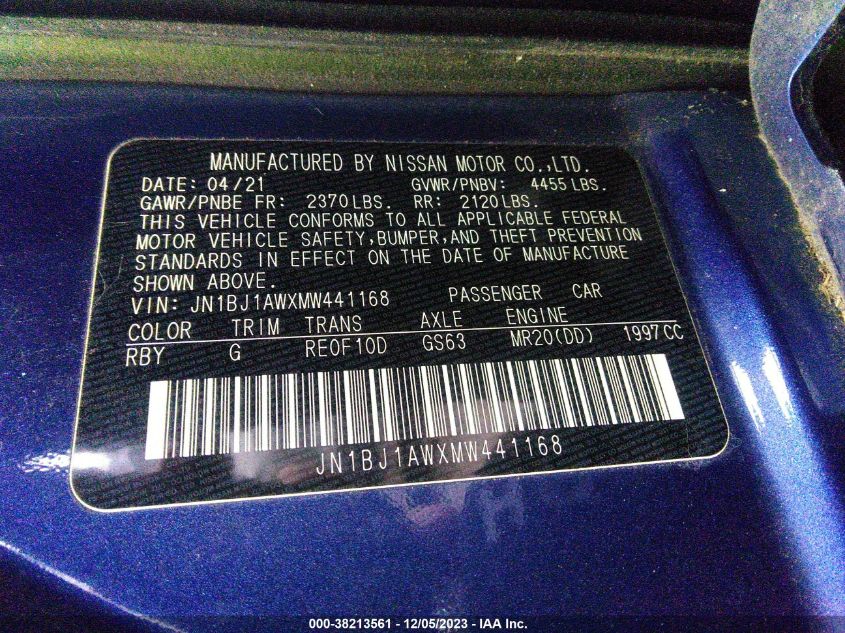 MANUFACTURED BY NISSAN MOTOR CO.,LTD.
DATE: 04/21 GVWR/PNBV: 4455 LBS.
GAWR/PNBE FR: 2370 LBS. RR: 2120 LBS.
THIS VEHICLE CONFORMS TO ALL APPLICABLE FEDERAL
MOTOR VEHICLE SAFETY,BUMPER,AND THEFT PREVENTION
STANDARDS IN EFFECT ON THE DATE OF MANUFACTURE
SHOWN ABOVE.
VIN: JN1BJ1AWXMW441168 PASSENGER CAR
COLOR TRIM TRANS AXLE ENGINE
RBY G RE0F10D GS63 MR20(DD) 1997 CC
JN1BJ1AWXMW441168
000-38213561 - 12/05/2023 - IAA Inc.